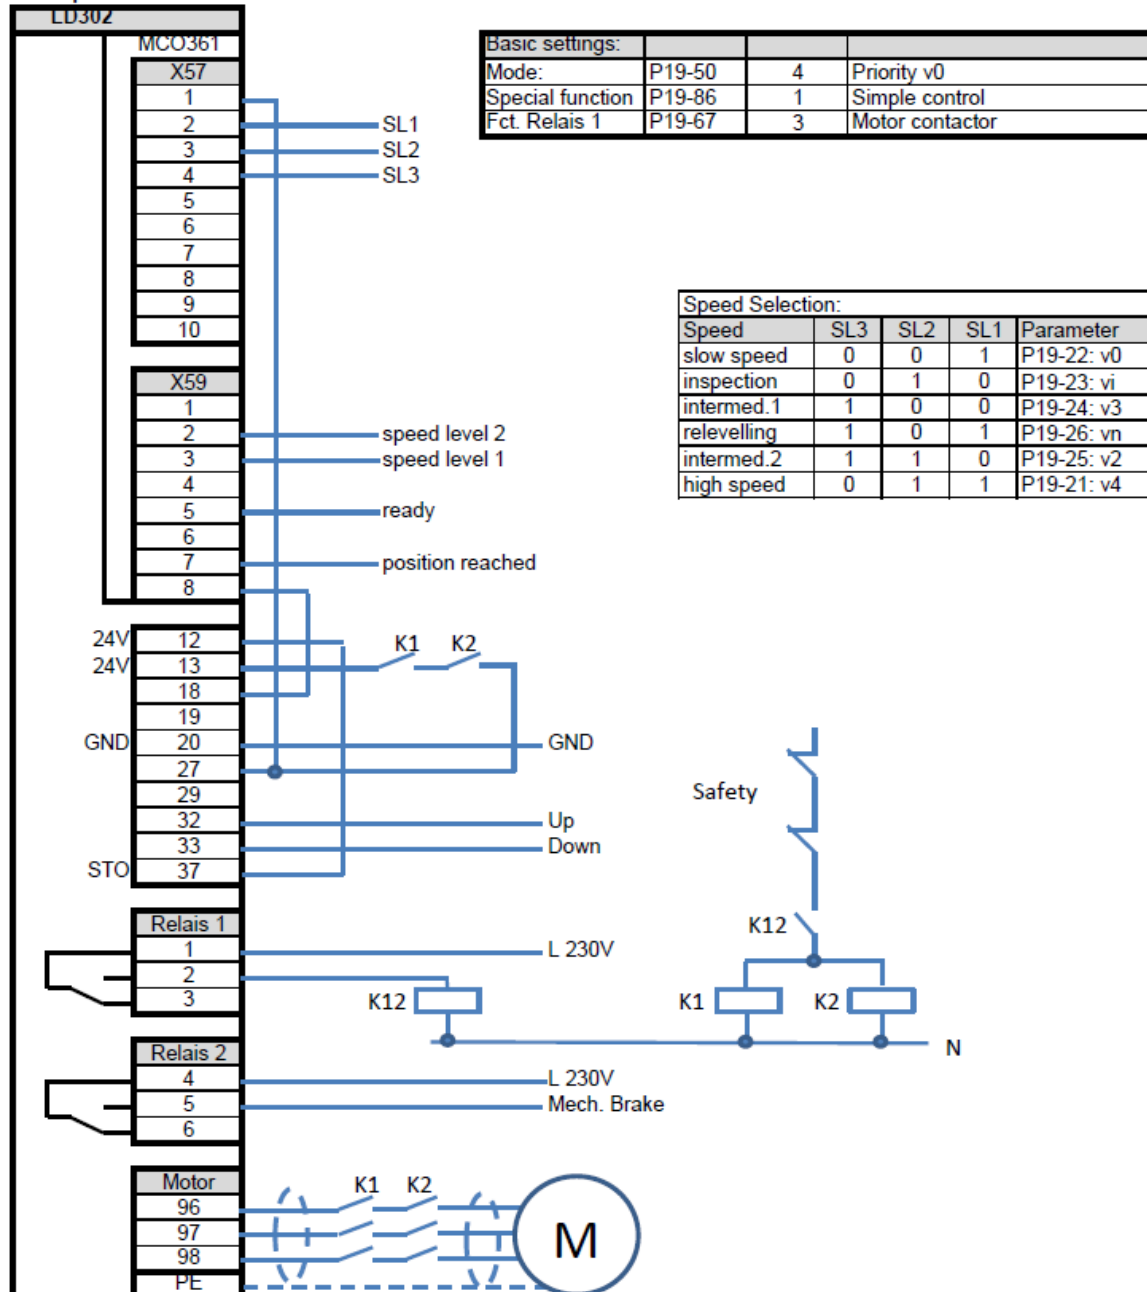 LD302
MCO361
X57
1
2 SL1
3 SL2
4 SL3
5
6
7
8
9
10
Basic settings:
Mode: P19-50 4 Priority v0
Special function P19-86 1 Simple control
Fct. Relais 1 P19-67 3 Motor contactor
Speed Selection:
Speed SL3 SL2 SL1 Parameter
slow speed 0 0 1 P19-22: v0
inspection 0 1 0 P19-23: vi
intermed.1 1 0 0 P19-24: v3
relevelling 1 0 1 P19-26: vn
intermed.2 1 1 0 P19-25: v2
high speed 0 1 1 P19-21: v4
X59
1
2 speed level 2
3 speed level 1
4
5 ready
6
7 position reached
8
24V 12 K1 K2
24V 13
18
19
GND 20 GND
27
29
32 Up
33 Down
STO 37
Safety
K12
K1 K2
N
Relais 1
1 L 230V
2
3 K12
Relais 2
4 L 230V
5 Mech. Brake
6
Motor K1 K2
96
97 M
98
PE